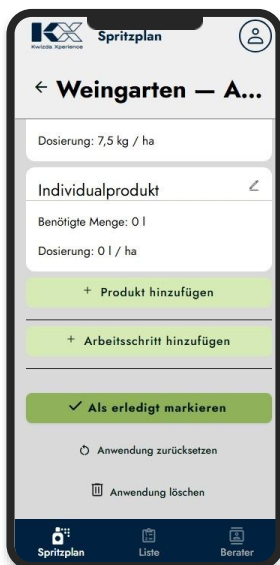 KX Spritzplan
Kwizda Xperience
← Weingarten — A...
Dosierung: 7,5 kg / ha
Individualprodukt
Benötigte Menge: 0 l
Dosierung: 0 l / ha
+ Produkt hinzufügen
+ Arbeitsschritt hinzufügen
✓ Als erledigt markieren
Anwendung zurücksetzen
Anwendung löschen
Spritzplan Liste Berater